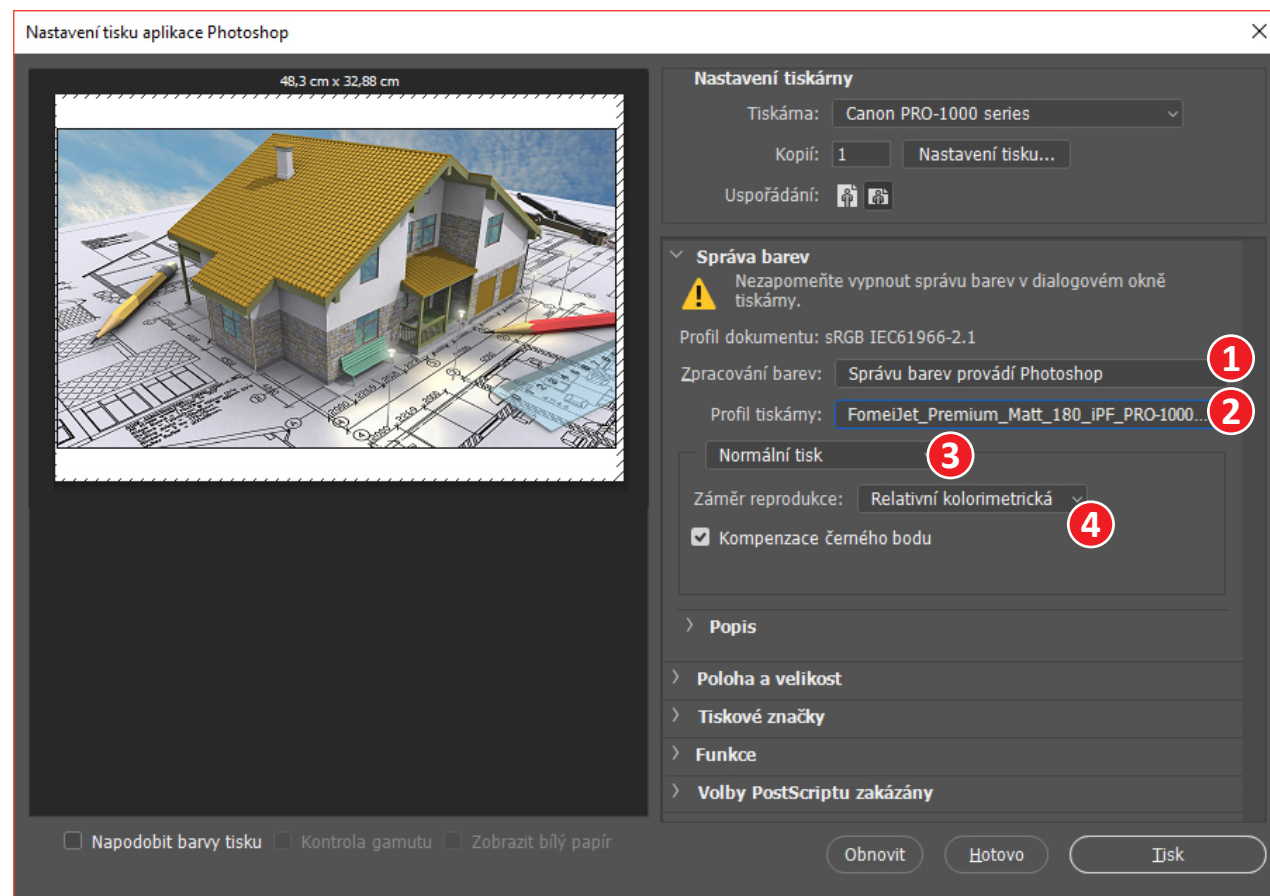 Nastavení tisku aplikace Photoshop
48,3 cm x 32,88 cm
Nastavení tiskárny
Tiskárna: Canon PRO-1000 series
Kopií: 1 Nastavení tisku...
Uspořádání:
Správa barev
Nezapomeňte vypnout správu barev v dialogovém okně
tiskárny.
Profil dokumentu: sRGB IEC61966-2.1
1
Zpracování barev: Správu barev provádí Photoshop
Profil tiskárny: FomeiJet_Premium_Matt_180_iPF_PRO-1000... 2
Normální tisk 3
Záměr reprodukce: Relativní kolorimetrická
4
Kompenzace černého bodu
Popis
Poloha a velikost
Tiskové značky
Funkce
Volby PostScriptu zakázány
Napodobit barvy tisku Kontrola gamutu Zobrazit bílý papír
Obnovit Hotovo Tisk